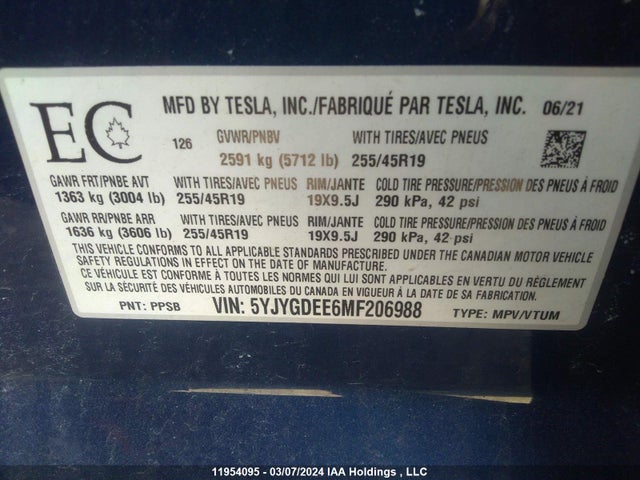 EC
MFD BY TESLA, INC./FABRIQUÉ PAR TESLA, INC. 06/21
126 GVWR/PNBV WITH TIRES/AVEC PNEUS
2591 kg (5712 lb) 255/45R19
GAWR FRT/PNBE AVT WITH TIRES/AVEC PNEUS RIM/JANTE COLD TIRE PRESSURE/PRESSION DES PNEUS À FROID
1363 kg (3004 lb) 255/45R19 19X9.5J 290 kPa, 42 psi
GAWR RR/PNBE ARR WITH TIRES/AVEC PNEUS RIM/JANTE COLD TIRE PRESSURE/PRESSION DES PNEUS À FROID
1636 kg (3606 lb) 255/45R19 19X9.5J 290 kPa, 42 psi
THIS VEHICLE CONFORMS TO ALL APPLICABLE STANDARDS PRESCRIBED UNDER THE CANADIAN MOTOR VEHICLE
SAFETY REGULATIONS IN EFFECT ON THE DATE OF MANUFACTURE.
CE VÉHICULE EST CONFORME À TOUTES LES NORMES QUI LUI SONT APPLICABLES EN VERTU DU RÈGLEMENT
SUR LA SÉCURITÉ DES VÉHICULES AUTOMOBILES DU CANADA EN VIGUEUR À LA DATE DE SA FABRICATION.
PNT: PPSB VIN: 5YJYGDEE6MF206988 TYPE: MPV/VTUM
11954095 - 03/07/2024 IAA Holdings , LLC